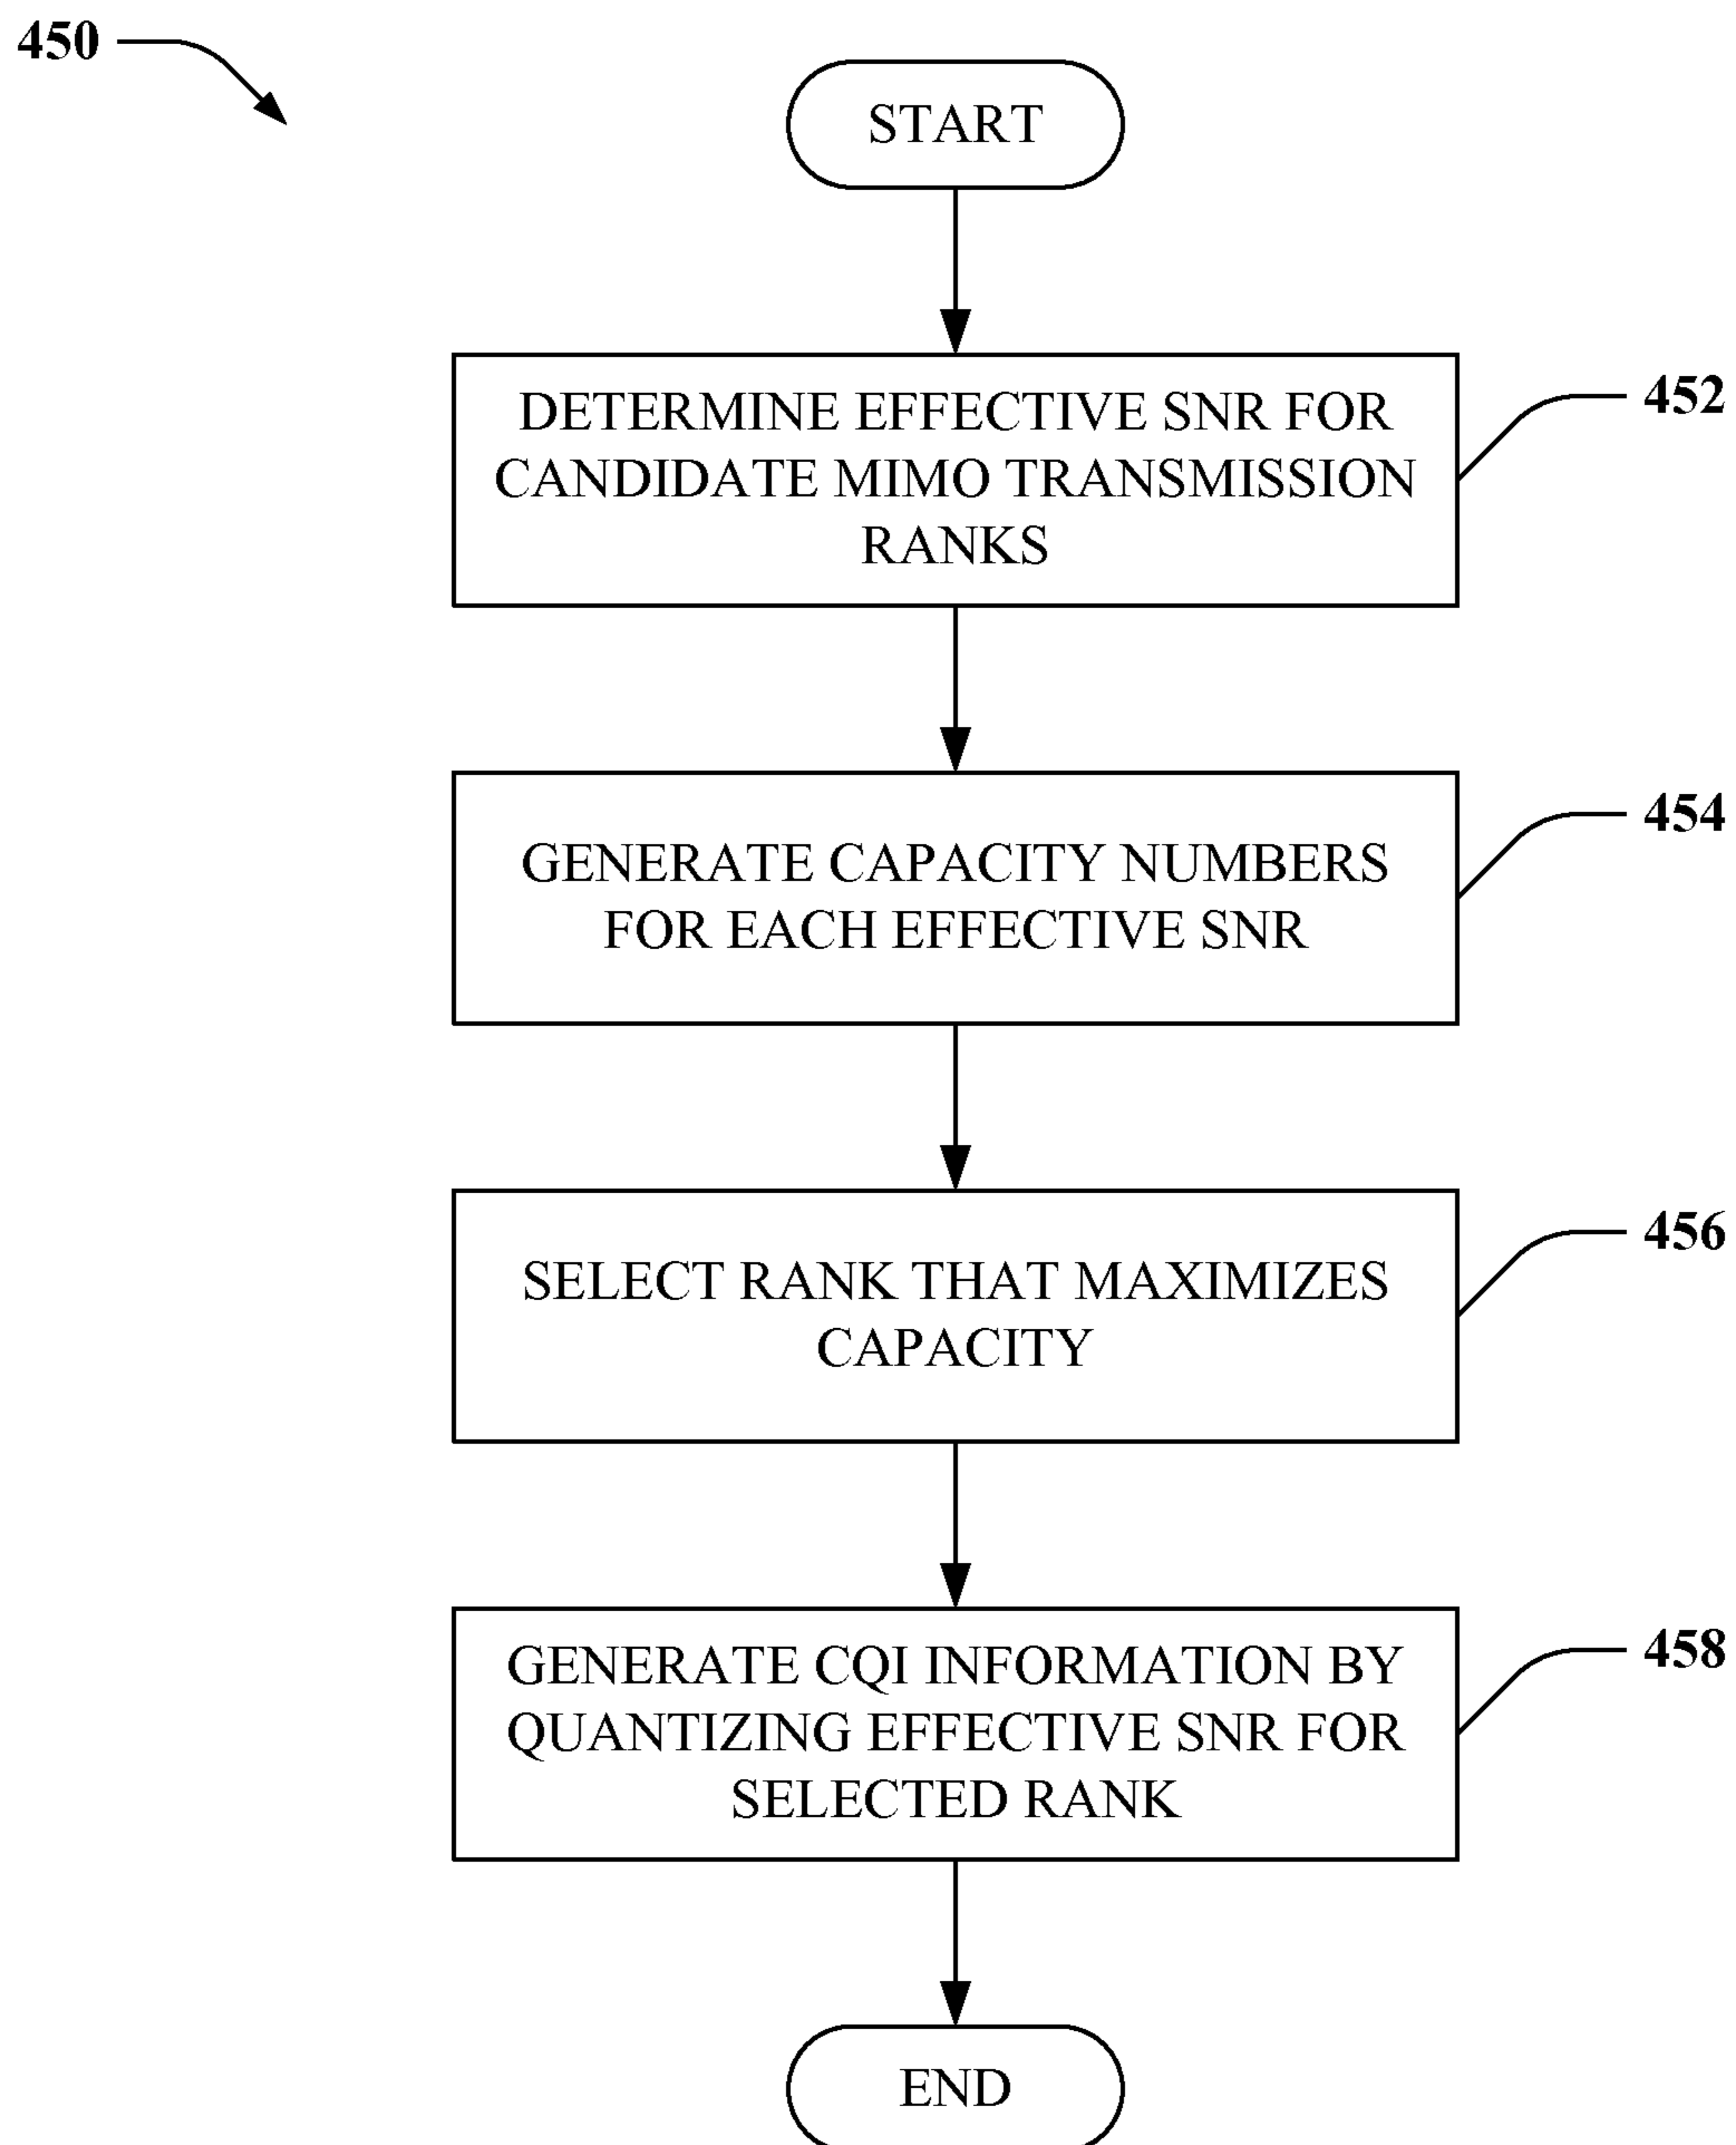 450
START
DETERMINE EFFECTIVE SNR FOR
CANDIDATE MIMO TRANSMISSION
RANKS
452
GENERATE CAPACITY NUMBERS
FOR EACH EFFECTIVE SNR
454
SELECT RANK THAT MAXIMIZES
CAPACITY
456
GENERATE CQI INFORMATION BY
QUANTIZING EFFECTIVE SNR FOR
SELECTED RANK
458
END